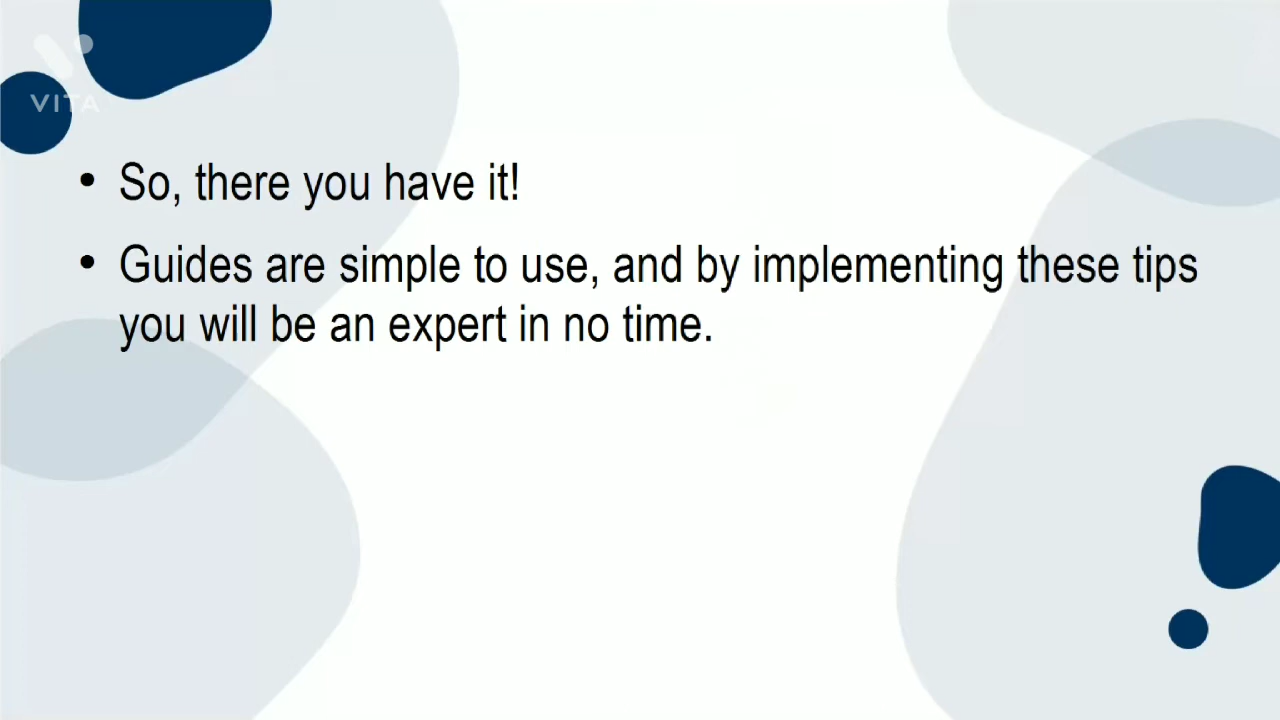 VITA
• So, there you have it!
• Guides are simple to use, and by implementing these tips
you will be an expert in no time.